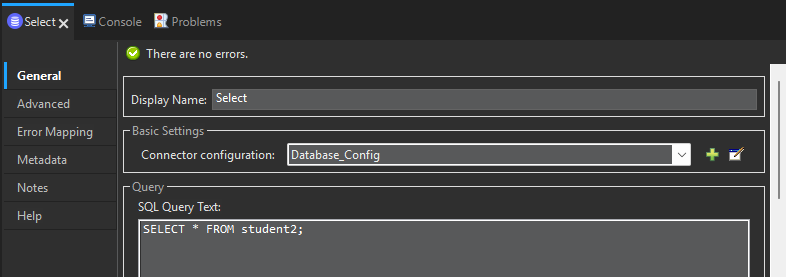 Select
Console
Problems
There are no errors.
General
Advanced
Error Mapping
Metadata
Notes
Help
Display Name: Select
Basic Settings
Connector configuration: Database_Config
Query
SQL Query Text:
SELECT * FROM student2;